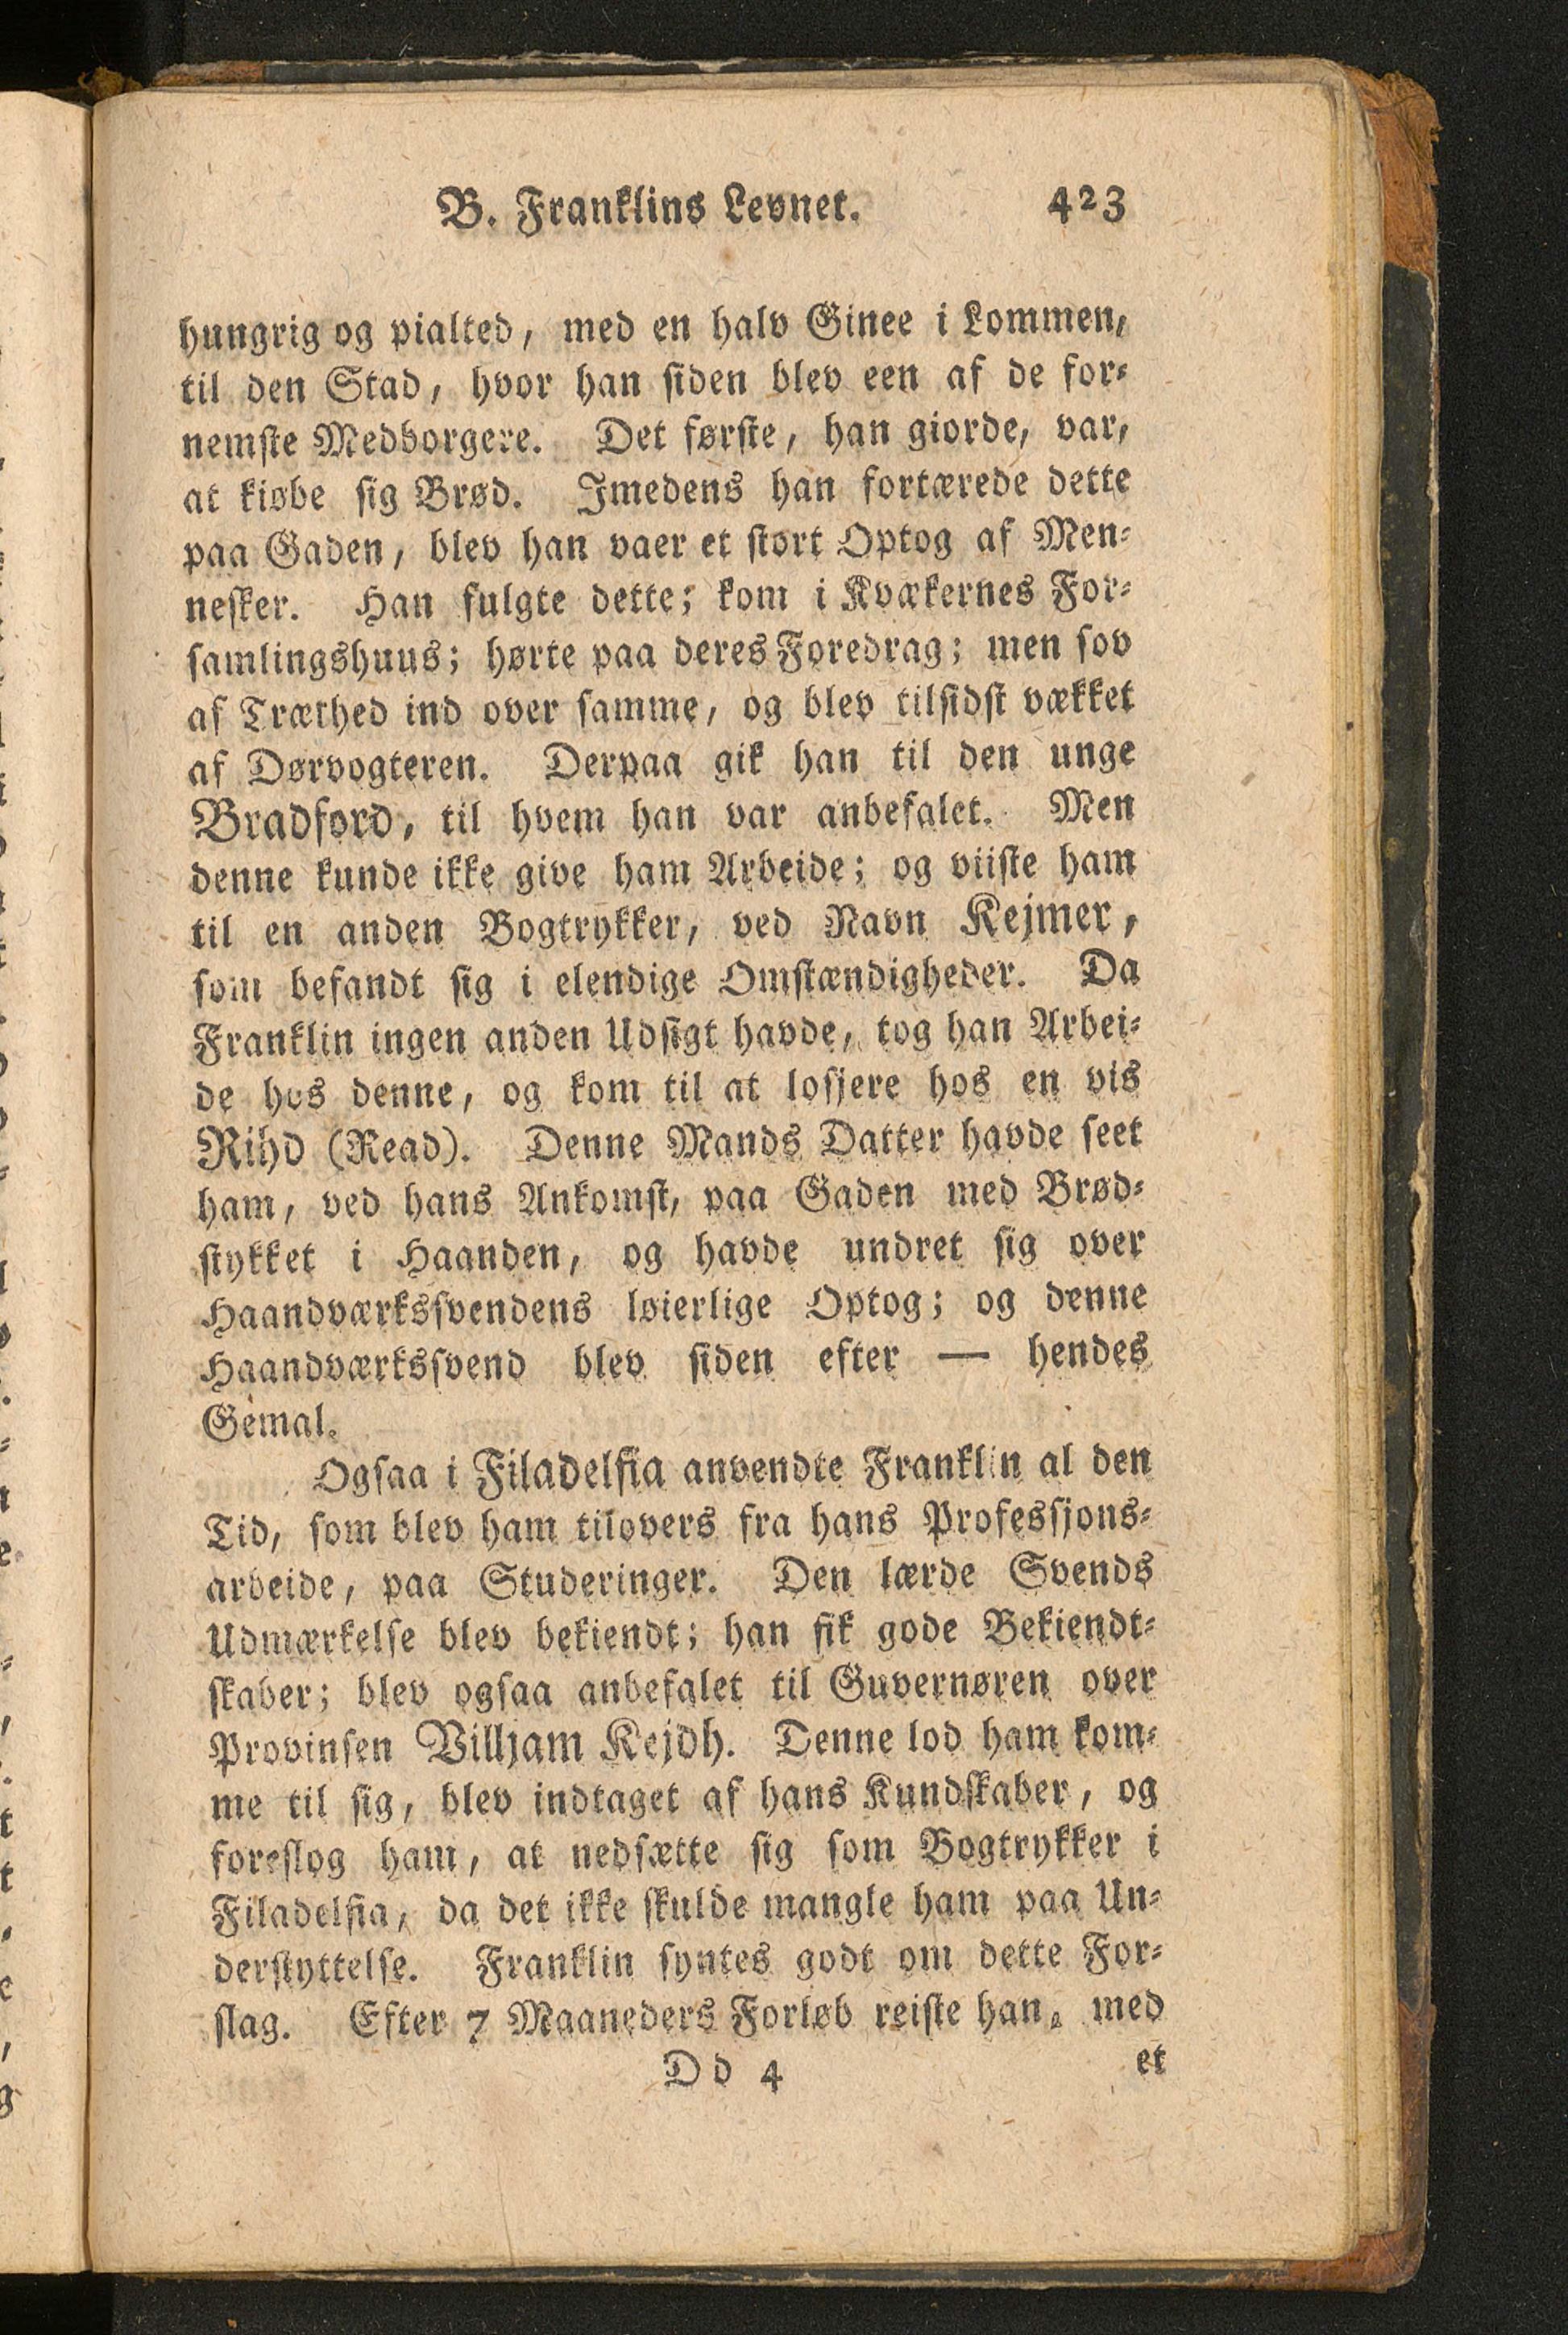 B. Franklins Levnet. 423
hungrig og pialted, med en halv Ginee i Lommen,
til den Stad, hvor han siden blev een af de for-
nemste Medborgere. Det første, han giorde, var,
at kiøbe sig Brød. Imedens han fortærede dette
paa Gaden, blev han vaer et stort Optog af Men-
nesker. Han fulgte dette; kom i Kvækernes For-
samlingshuus; hørte paa deres Foredrag; men sov
af Træthed ind over samme, og blev tilsidst vækket
af Dørvogteren. Derpaa gik han til den unge
Bradford, til hvem han var anbefalet. Men
denne kunde ikke give ham Arbeide; og viiste ham
til en anden Bogtrykker, ved Navn Kejmer,
som befandt sig i elendige Omstændigheder. Da
Franklin ingen anden Udsigt havde, tog han Arbei-
de hos denne, og kom til at losjere hos en vis
Rihd (Read). Denne Mands Datter havde seet
ham, ved hans Ankomst, paa Gaden med Brød-
stykket i Haanden, og havde undret sig over
Haandværkssvendens løierlige Optog; og denne
Haandværkssvend blev siden efter — hendes
Gemal.
Ogsaa i Filadelfia anvendte Franklin al den
Tid, som blev ham tilovers fra hans Professjons-
arbeide, paa Studeringer. Den lærde Svends
Udmærkelse blev bekiendt; han fik gode Bekiendt-
skaber; blev ogsaa anbefalet til Guvernøren over
Provinsen Villjam Kejdh. Denne lod ham kom-
me til sig, blev indtaget af hans Kundskaber, og
foreslog ham, at nedsætte sig som Bogtrykker i
Filadelfia, da det ikke skulde mangle ham paa Un-
derstyttelse. Franklin syntes godt om dette For-
slag. Efter 7 Maaneders Forløb reiste han, med
Dd 4 et